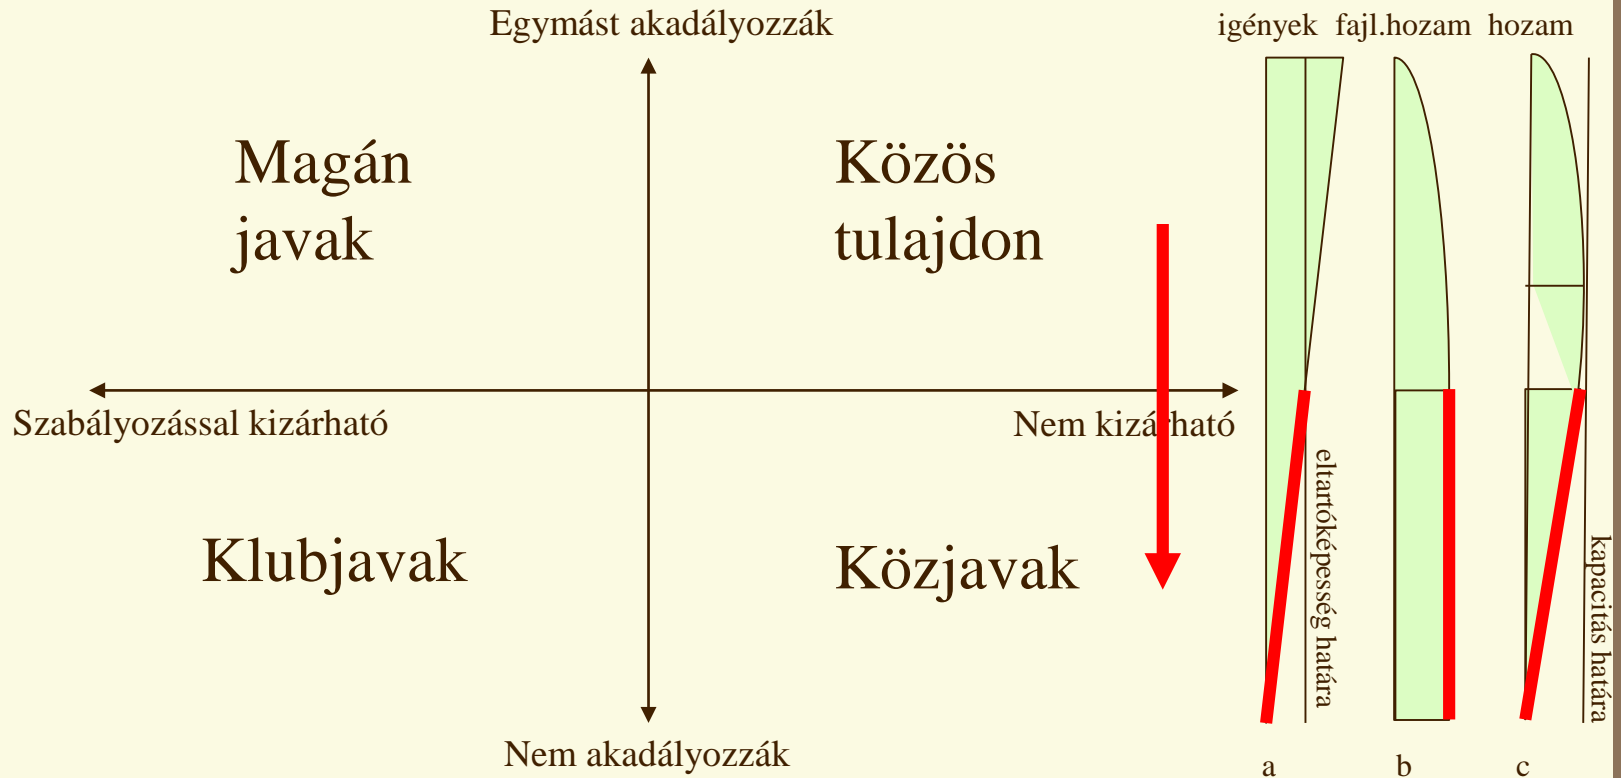 Egymást akadályozzák
igények fajl.hozam hozam
Magán
javak
Közös
tulajdon
Szabályozással kizárható
Nem kizárható
Klubjavak
Közjavak
eltartóképesség határa
kapacitás határa
Nem akadályozzák
a b c